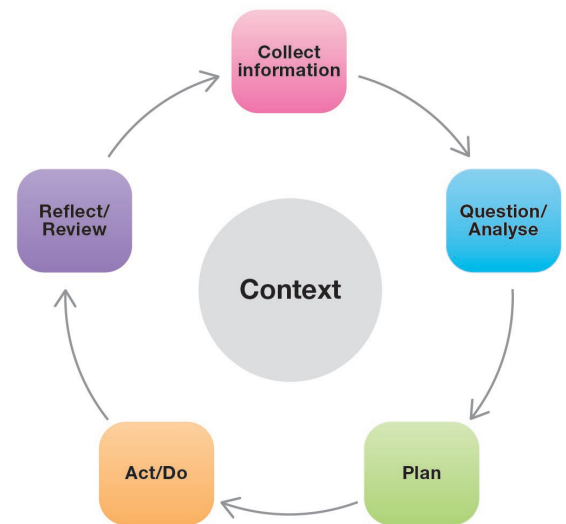 Collect
information
Question/
Analyse
Plan
Act/Do
Reflect/
Review
Context